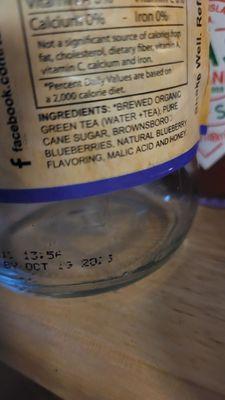 Calcium 0% - Iron 0%
Not a significant source of calories from
fat, cholesterol, dietary fiber, vitamin A,
vitamin C, calcium and iron.
*Percent Daily Values are based on
a 2,000 calorie diet.
INGREDIENTS: *BREWED ORGANIC
GREEN TEA (WATER +TEA), PURE
CANE SUGAR, BROWNSBORO
BLUEBERRIES, NATURAL BLUEBERRY
FLAVORING, MALIC ACID AND HONEY
facebook.com
Well.
13:56
BY OCT